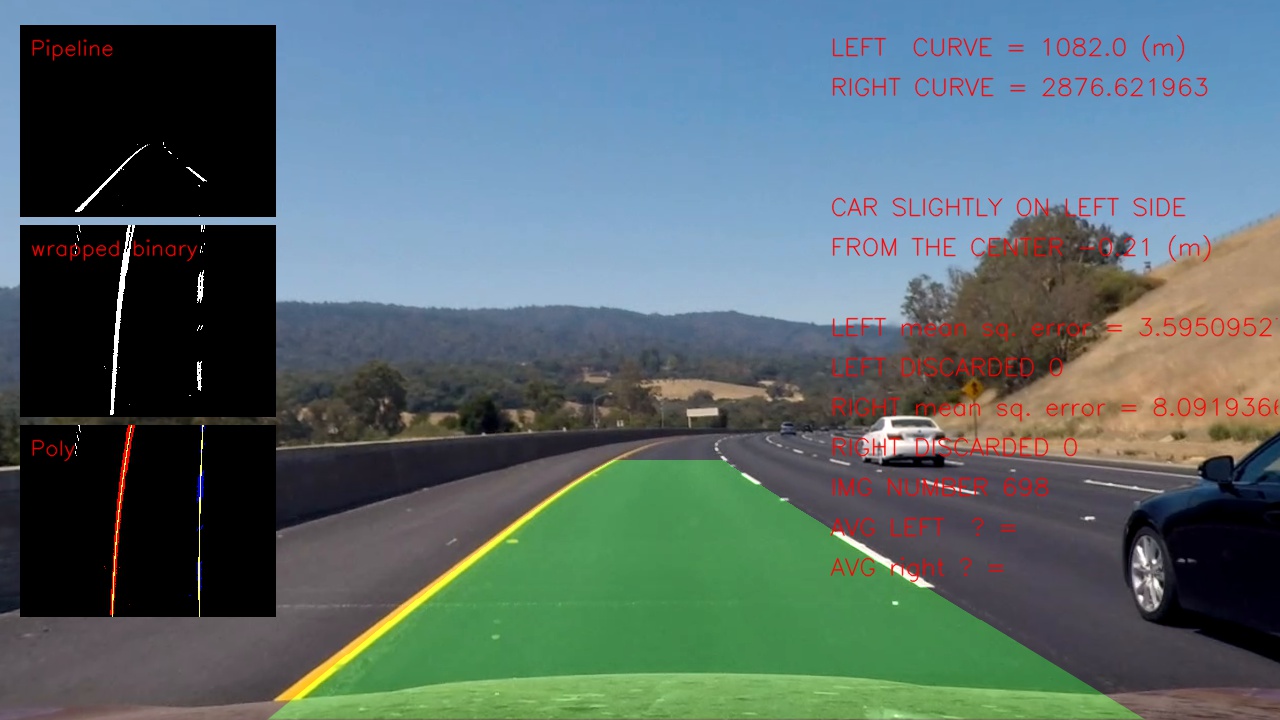 Pipeline
wrapped binary
Poly
LEFT CURVE = 1082.0 (m)
RIGHT CURVE = 2876.621963
CAR SLIGHTLY ON LEFT SIDE
FROM THE CENTER -0.21 (m)
LEFT mean sq. error = 3.5950952
LEFT DISCARDED 0
RIGHT mean sq. error = 8.091936
RIGHT DISCARDED 0
IMG NUMBER 698
AVG LEFT ? =
AVG right ? =